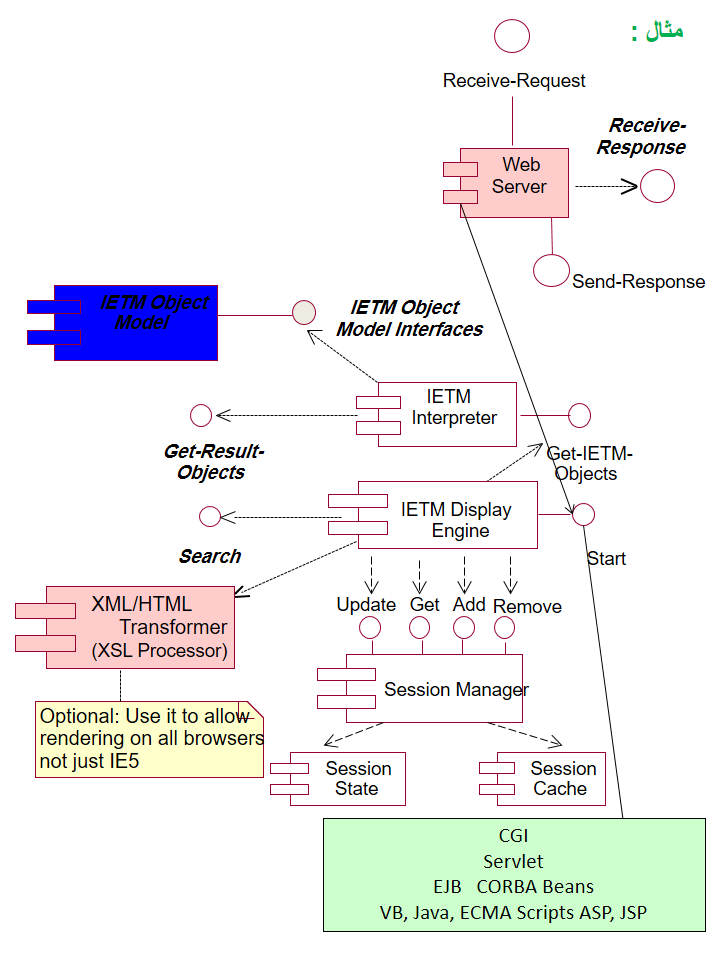 مثال :
Receive-Request
Receive-
Response
Web
Server
Send-Response
IETM Object
Model
IETM Object
Model Interfaces
IETM
Interpreter
Get-Result-
Objects
Get-IETM-
Objects
IETM Display
Engine
Search
Start
XML/HTML
Transformer
(XSL Processor)
Update Get Add Remove
Session Manager
Optional: Use it to allow
rendering on all browsers
not just IE5
Session
State
Session
Cache
CGI
Servlet
EJB CORBA Beans
VB, Java, ECMA Scripts ASP, JSP